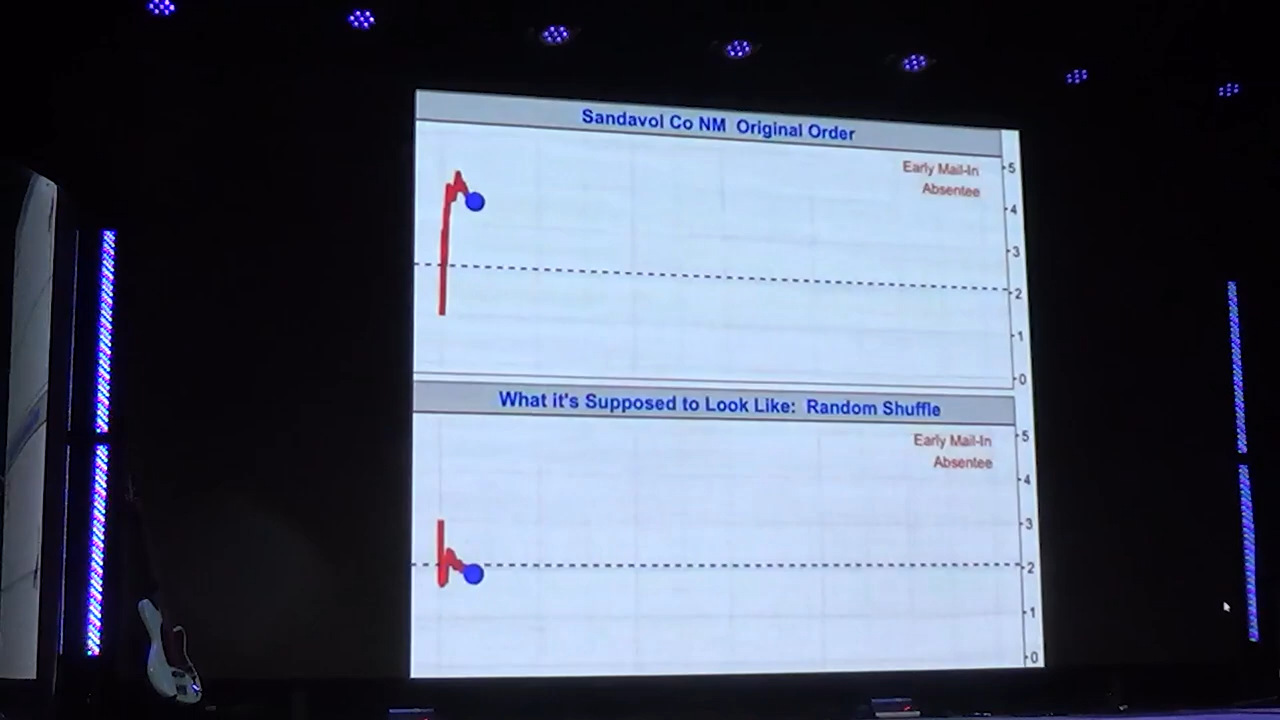 Sandavol Co NM Original Order
Early Mail-In
Absentee
5
4
3
2
1
0
What it's Supposed to Look Like: Random Shuffle
Early Mail-In
Absentee
5
4
3
2
1
0